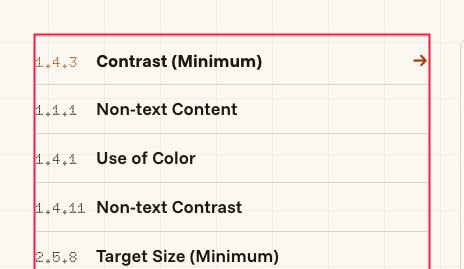 1.4.3 Contrast (Minimum) →
1.1.1 Non-text Content
1.4.1 Use of Color
1.4.11 Non-text Contrast
2.5.8 Target Size (Minimum)